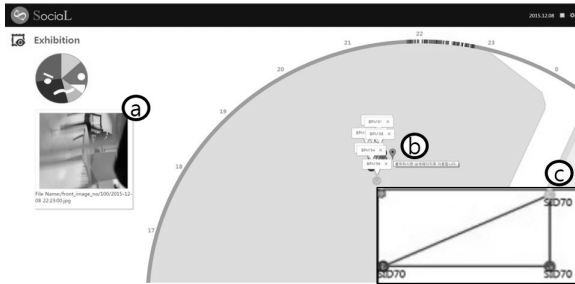 SociaL
2015.12.08
Exhibition
a
File Name:/front_image_no/100/2015-12-
08 22:23:00.jpg
17
18
19
20
21
22
23
0
b
c
SID70
SID70
SID70